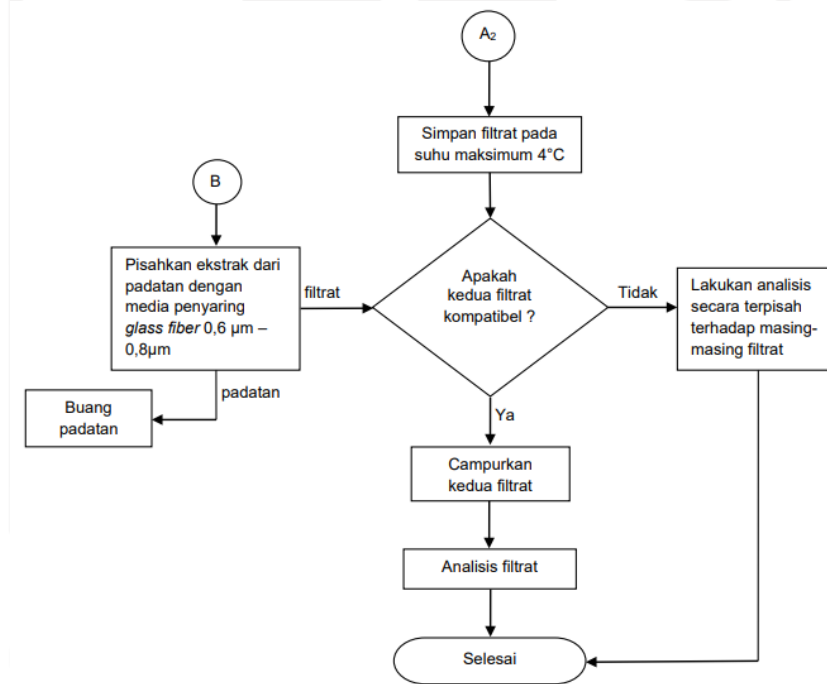 A₂
Simpan filtrat pada
suhu maksimum 4°C
B
Pisahkan ekstrak dari
padatan dengan
media penyaring
glass fiber 0,6 µm –
0,8µm
filtrat
Apakah
kedua filtrat
kompatibel ?
Tidak
Lakukan analisis
secara terpisah
terhadap masing-
masing filtrat
padatan
Buang
padatan
Ya
Campurkan
kedua filtrat
Analisis filtrat
Selesai